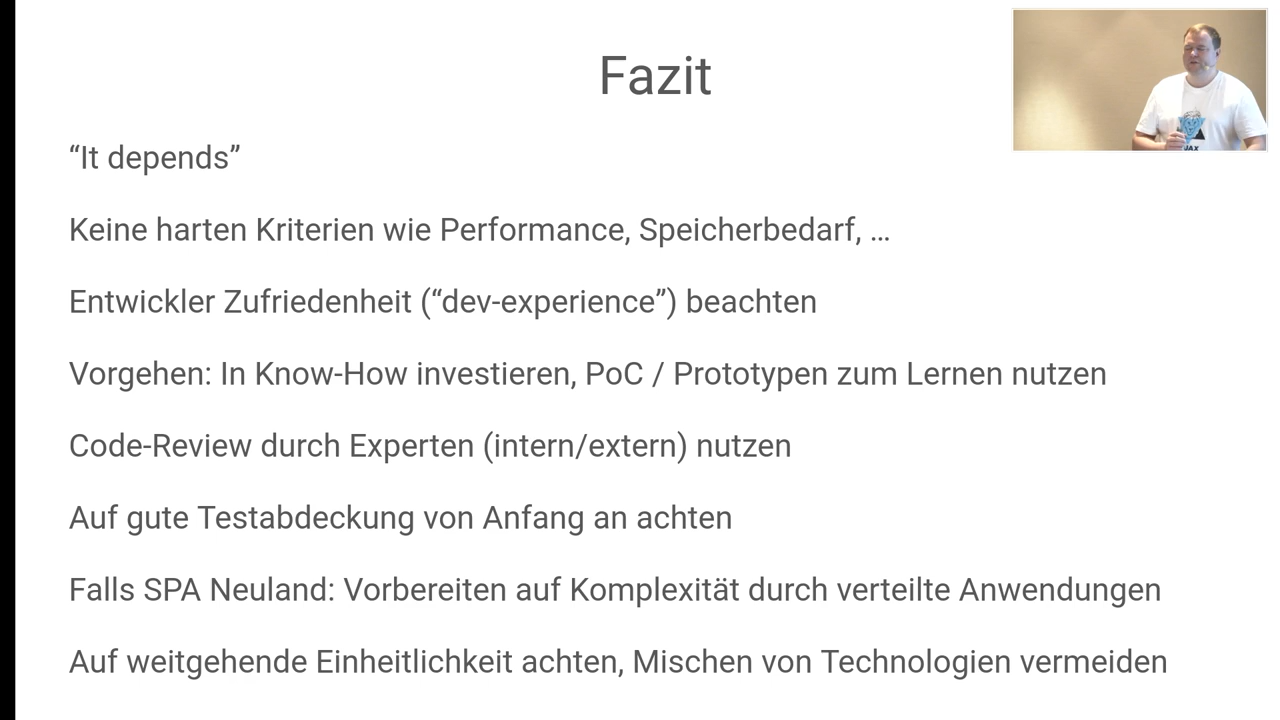 Fazit
“It depends”
Keine harten Kriterien wie Performance, Speicherbedarf, …
Entwickler Zufriedenheit (“dev-experience”) beachten
Vorgehen: In Know-How investieren, PoC / Prototypen zum Lernen nutzen
Code-Review durch Experten (intern/extern) nutzen
Auf gute Testabdeckung von Anfang an achten
Falls SPA Neuland: Vorbereiten auf Komplexität durch verteilte Anwendungen
Auf weitgehende Einheitlichkeit achten, Mischen von Technologien vermeiden